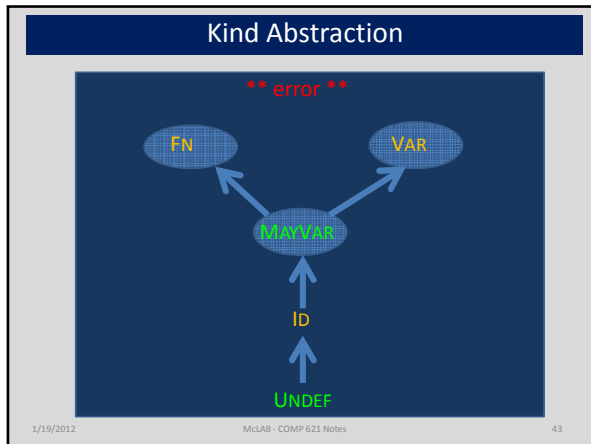 Kind Abstraction
** error **
FN VAR
MAYVAR
ID
UNDEF
1/19/2012 McLAB - COMP 621 Notes 43